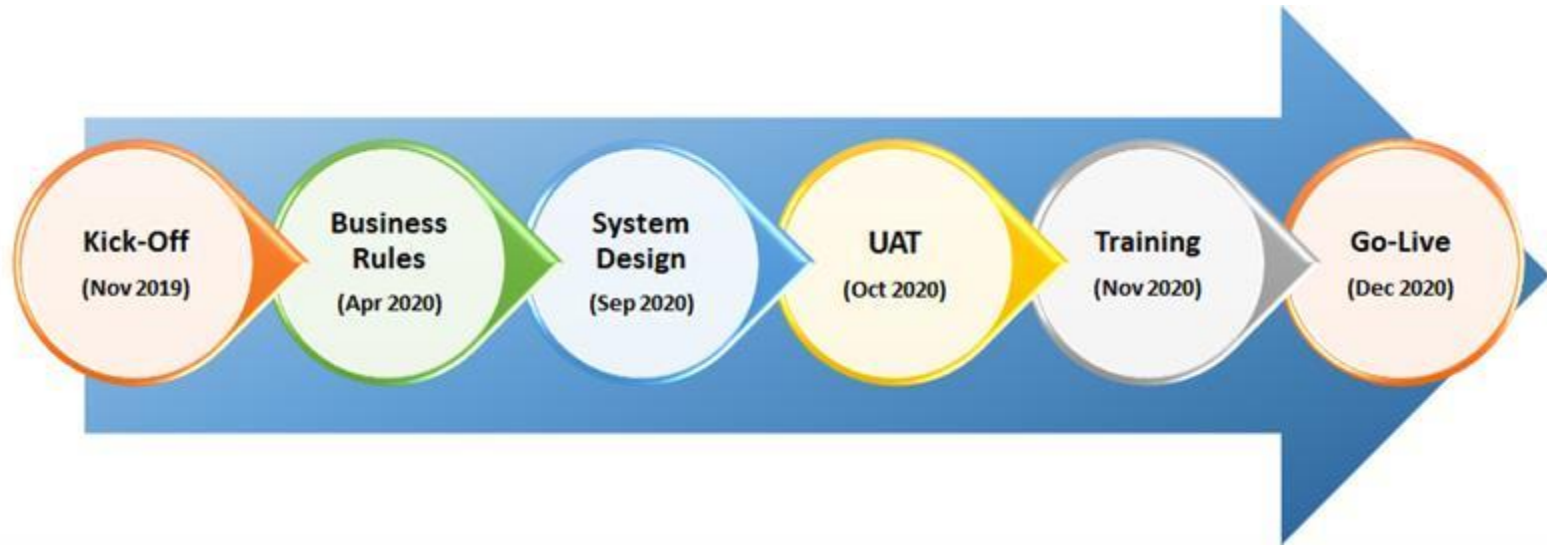 Kick-Off
(Nov 2019)
Business
Rules
(Apr 2020)
System
Design
(Sep 2020)
UAT
(Oct 2020)
Training
(Nov 2020)
Go-Live
(Dec 2020)